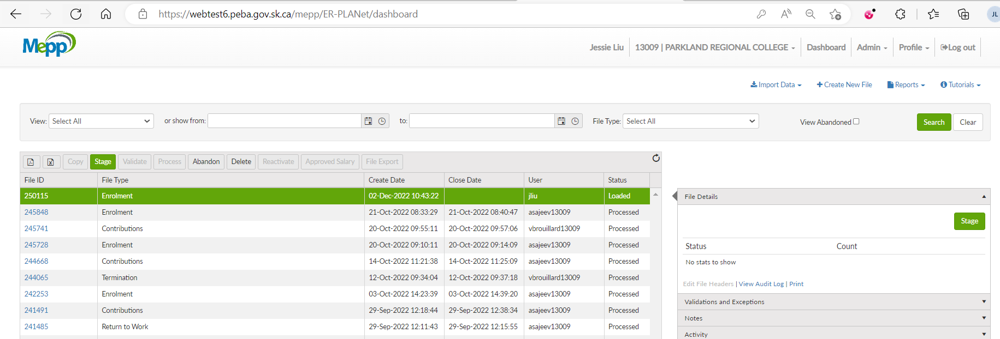 https://webtest6.peba.gov.sk.ca/mepp/ER-PLANet/dashboard
JL
Mepp
Jessie Liu 13009 | PARKLAND REGIONAL COLLEGE Dashboard Admin Profile Log out
Import Data Create New File Reports Tutorials
View: Select All or show from: to: File Type: Select All View Abandoned Search Clear
Copy Stage Validate Process Abandon Delete Reactivate Approved Salary File Export
File ID File Type Create Date Close Date User Status
250115 Enrolment 02-Dec-2022 10:43:22 jliu Loaded
245848 Enrolment 21-Oct-2022 08:33:29 21-Oct-2022 08:40:47 asajeev13009 Processed
245741 Contributions 20-Oct-2022 09:55:11 20-Oct-2022 09:57:06 vbrouillard13009 Processed
245728 Enrolment 20-Oct-2022 09:10:11 20-Oct-2022 09:14:09 asajeev13009 Processed
244668 Contributions 14-Oct-2022 11:21:38 14-Oct-2022 11:25:09 asajeev13009 Processed
244065 Termination 12-Oct-2022 09:34:04 12-Oct-2022 09:37:18 vbrouillard13009 Processed
242253 Enrolment 03-Oct-2022 14:23:39 03-Oct-2022 14:39:20 asajeev13009 Processed
241491 Contributions 29-Sep-2022 12:18:44 29-Sep-2022 12:38:34 asajeev13009 Processed
241485 Return to Work 29-Sep-2022 12:11:43 29-Sep-2022 12:15:55 asajeev13009 Processed
File Details
Stage
Status Count
No stats to show
Edit File Headers | View Audit Log | Print
Validations and Exceptions
Notes
Activity